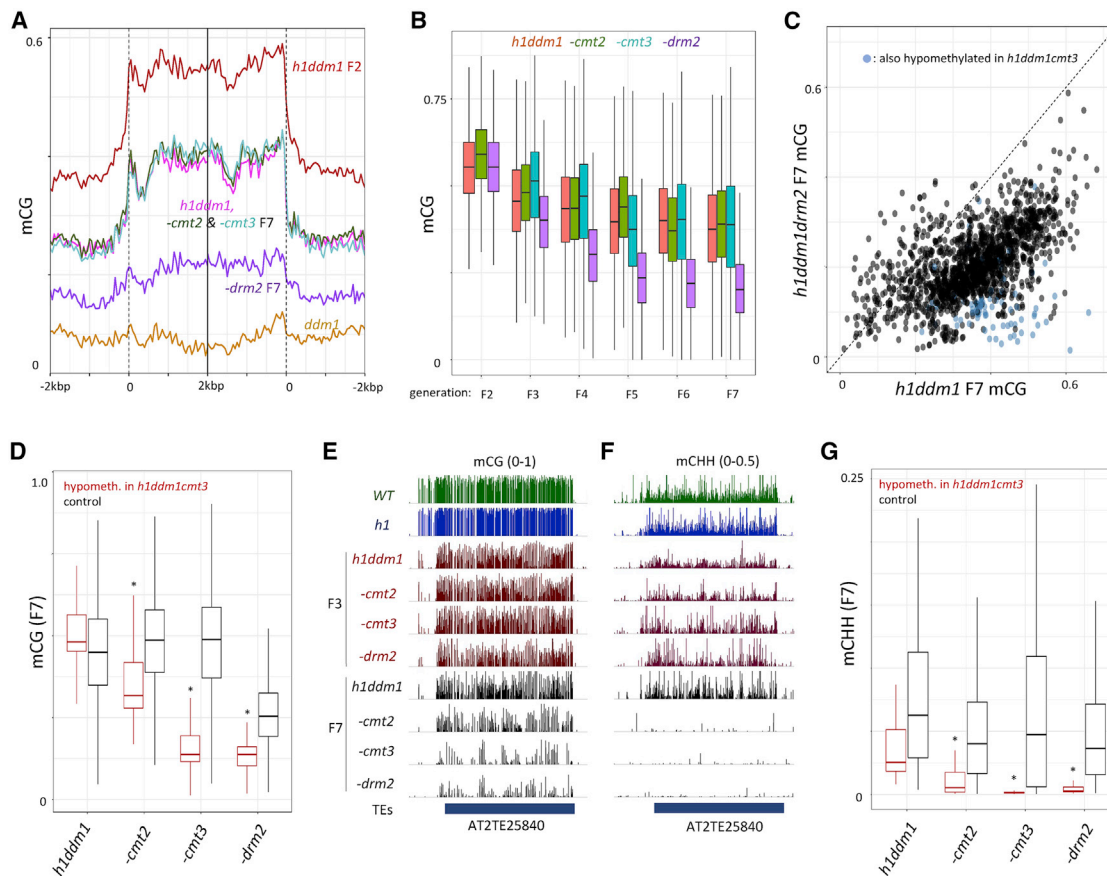 A
0.6
mCG
0
h1ddm1 F2
h1ddm1,
-cmt2 & -cmt3 F7
-drm2 F7
ddm1
-2kbp 0 2kbp 0 -2kbp
B
h1ddm1 -cmt2 -cmt3 -drm2
0.75
mCG
0
generation: F2 F3 F4 F5 F6 F7
C
: also hypomethylated in h1ddm1cmt3
0.6
h1ddm1drm2 F7 mCG
0
0 0.6
h1ddm1 F7 mCG
D
1.0
hypometh. in h1ddm1cmt3
control
mCG (F7)
0
* * *
h1ddm1 -cmt2 -cmt3 -drm2
E
mCG (0-1)
WT
h1
F3
h1ddm1
-cmt2
-cmt3
-drm2
F7
h1ddm1
-cmt2
-cmt3
-drm2
TEs
AT2TE25840
F
mCHH (0-0.5)
AT2TE25840
G
0.25
hypometh. in h1ddm1cmt3
control
mCHH (F7)
0
* * *
h1ddm1 -cmt2 -cmt3 -drm2